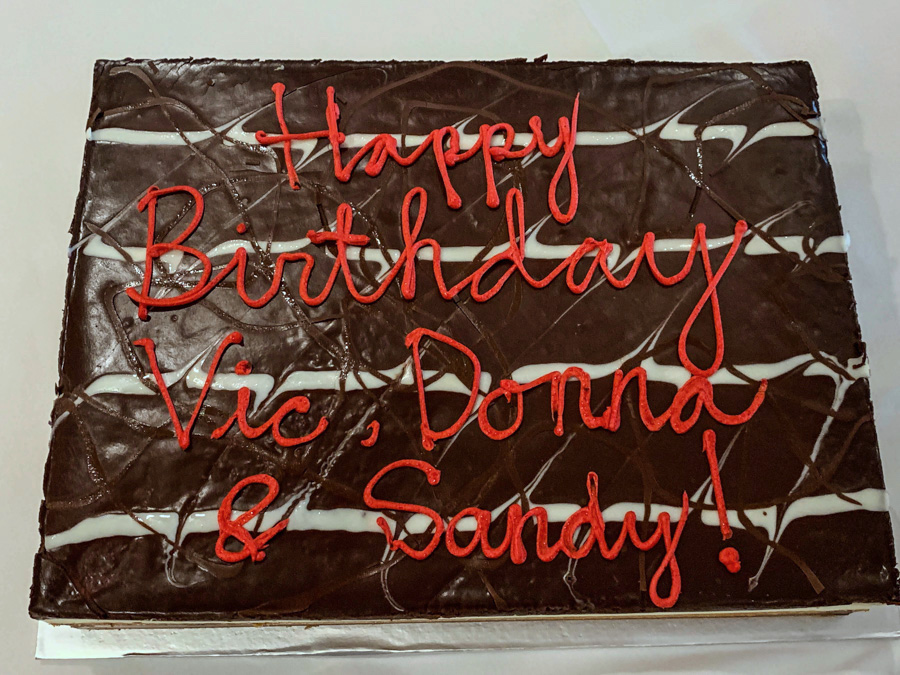 Happy
Birthday
Vic, Donna
& Sandy!